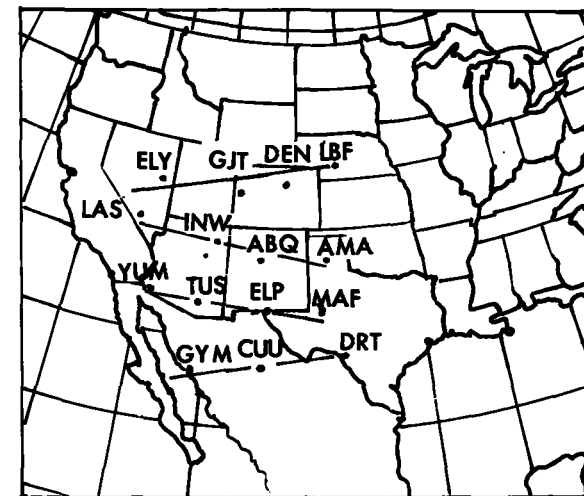 ELY GJT DEN LBF
LAS INW ABQ AMA
YUM TUS ELP MAF
GYM CUU DRT